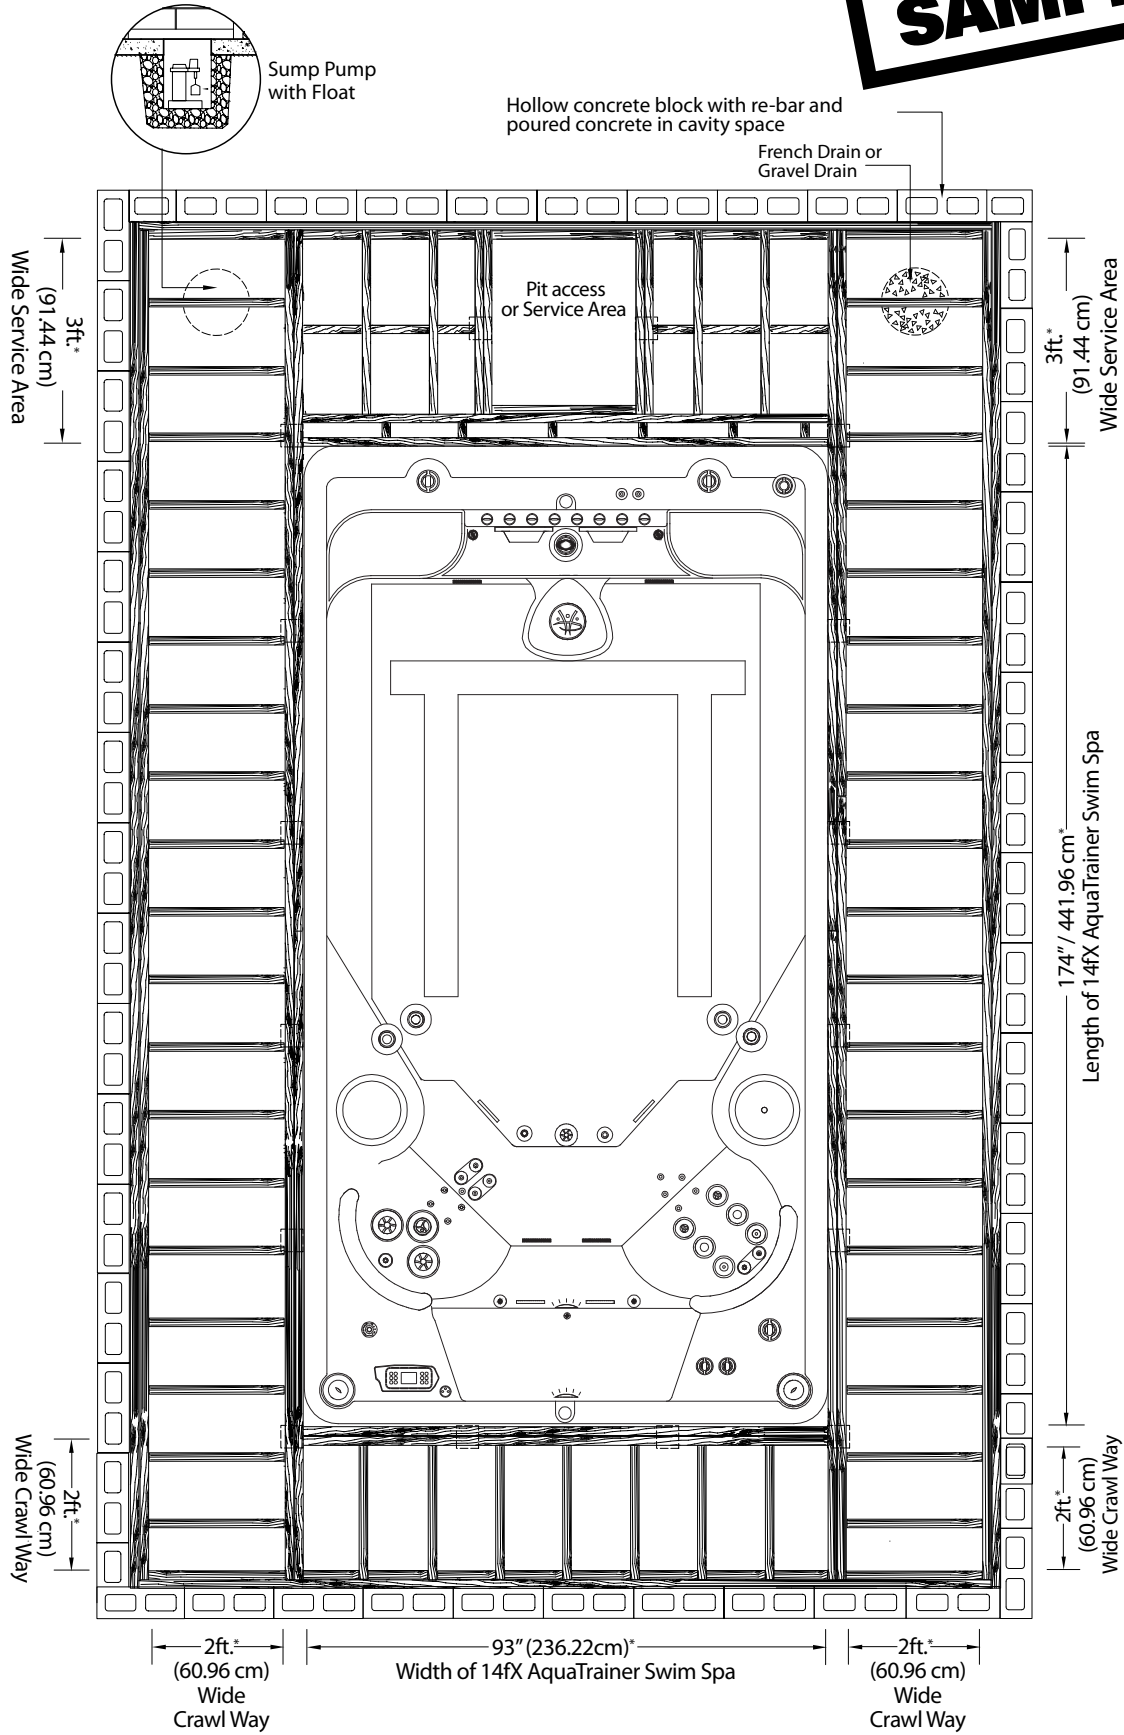 Sump Pump
with Float
Hollow concrete block with re-bar and
poured concrete in cavity space
French Drain or
Gravel Drain
Pit access
or Service Area
3ft.*
(91.44 cm)
Wide Service Area
3ft.*
(91.44 cm)
Wide Service Area
174"/ 441.96 cm*
Length of 14fX AquaTrainer Swim Spa
2ft.*
(60.96 cm)
Wide Crawl Way
2ft.*
(60.96 cm)
Wide Crawl Way
2ft.*
(60.96 cm)
Wide
Crawl Way
93" (236.22cm)*
Width of 14fX AquaTrainer Swim Spa
2ft.*
(60.96 cm)
Wide
Crawl Way